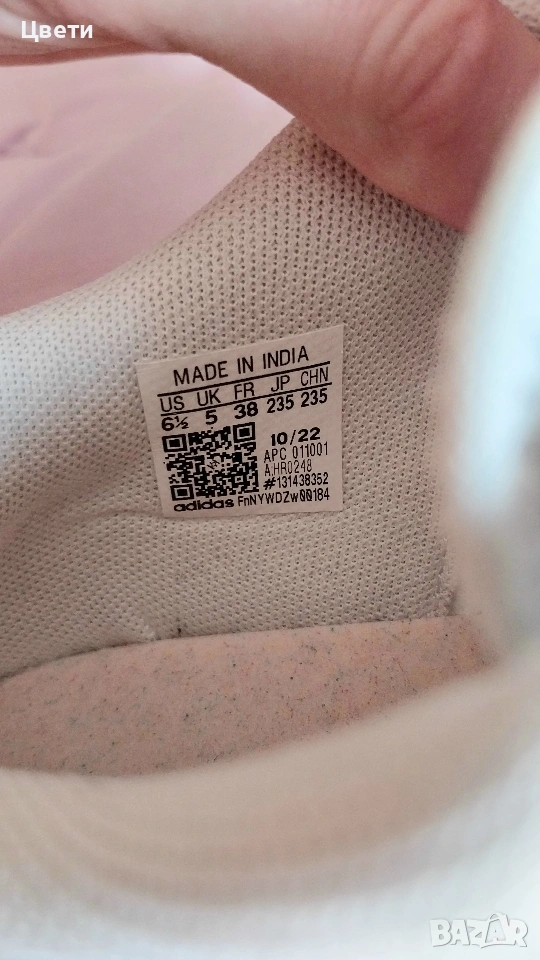 Цвети
MADE IN INDIA
US UK FR JP CHN
6½ 5 38 235 235
10/22
APC 011001
A.HR0248
#131438352
adidas FnNYWDZw00184
BAZAR